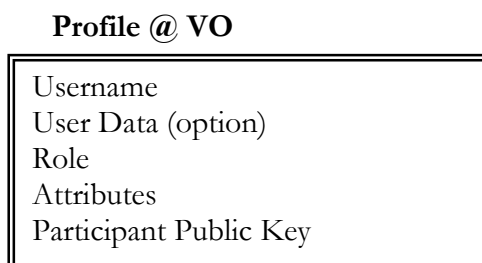 Profile @ VO
Username
User Data (option)
Role
Attributes
Participant Public Key